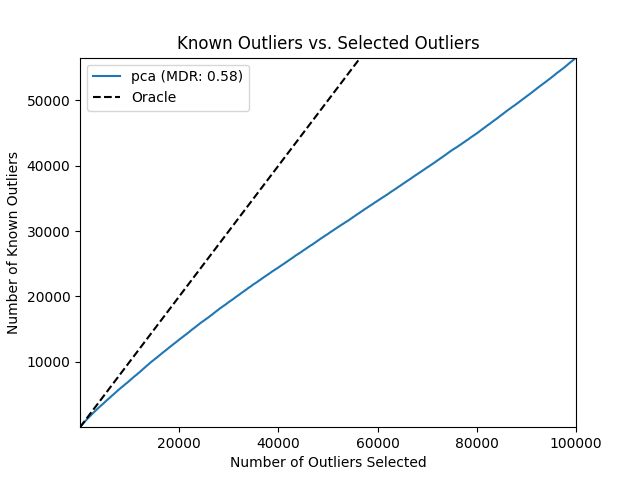 Known Outliers vs. Selected Outliers
pca (MDR: 0.58)
Oracle
Number of Known Outliers
50000
40000
30000
20000
10000
20000 40000 60000 80000 100000
Number of Outliers Selected